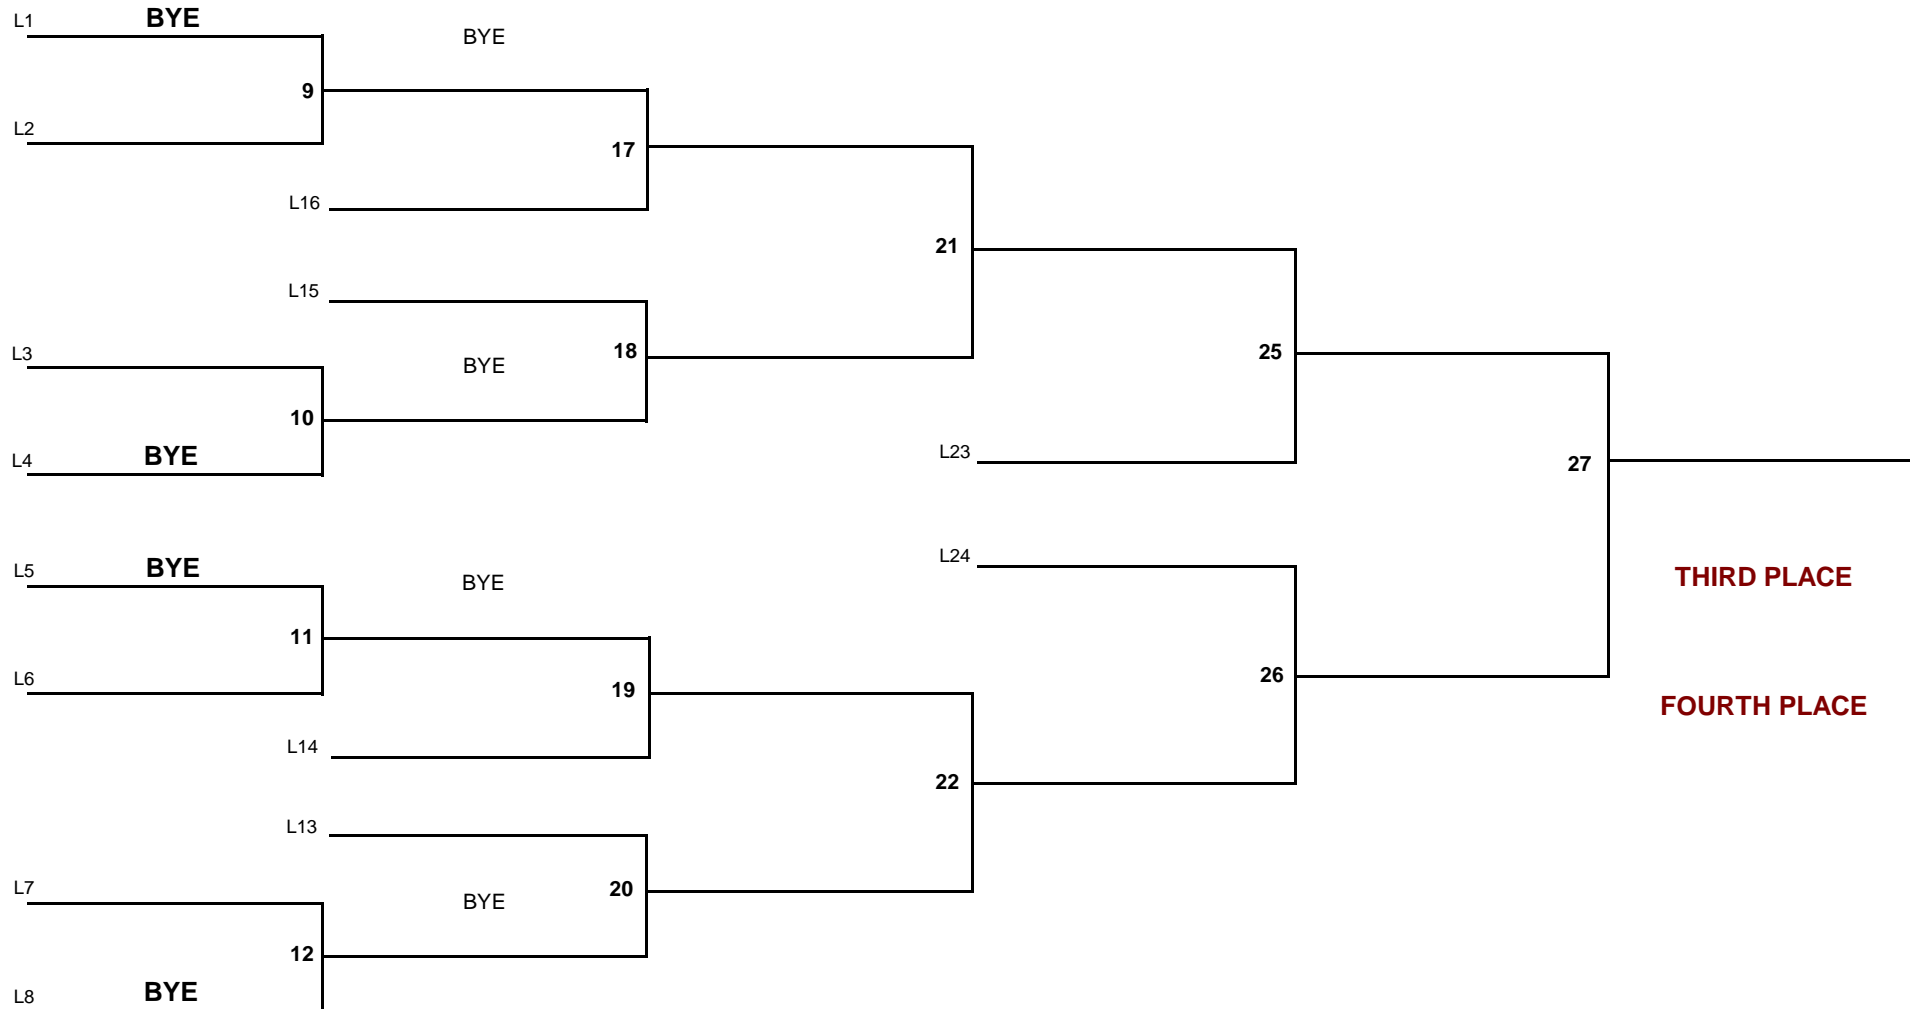 L1 BYE
BYE
9
L2
17
L16
21
L15
L3
18
25
BYE
10
L23
L4 BYE
27
L24
L5 BYE
BYE
THIRD PLACE
11
L6
19
26
FOURTH PLACE
L14
22
L13
L7
20
BYE
12
L8 BYE